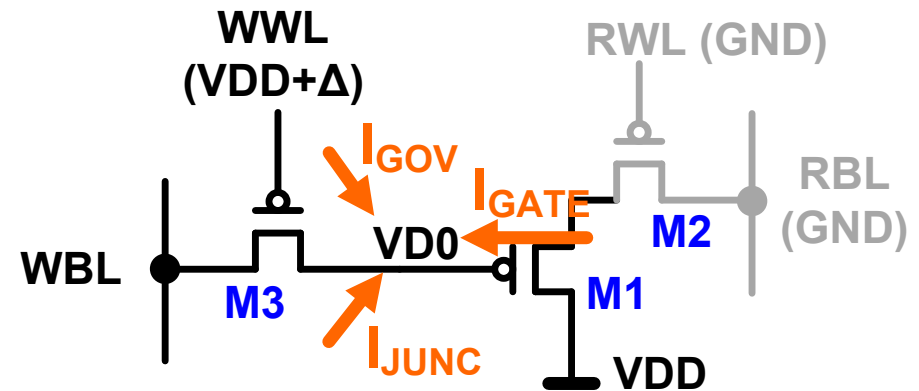 WWL
(VDD+Δ)
RWL (GND)
IGOV
IGATE
RBL
(GND)
M2
VD0
WBL
M3
M1
IJUNC
VDD